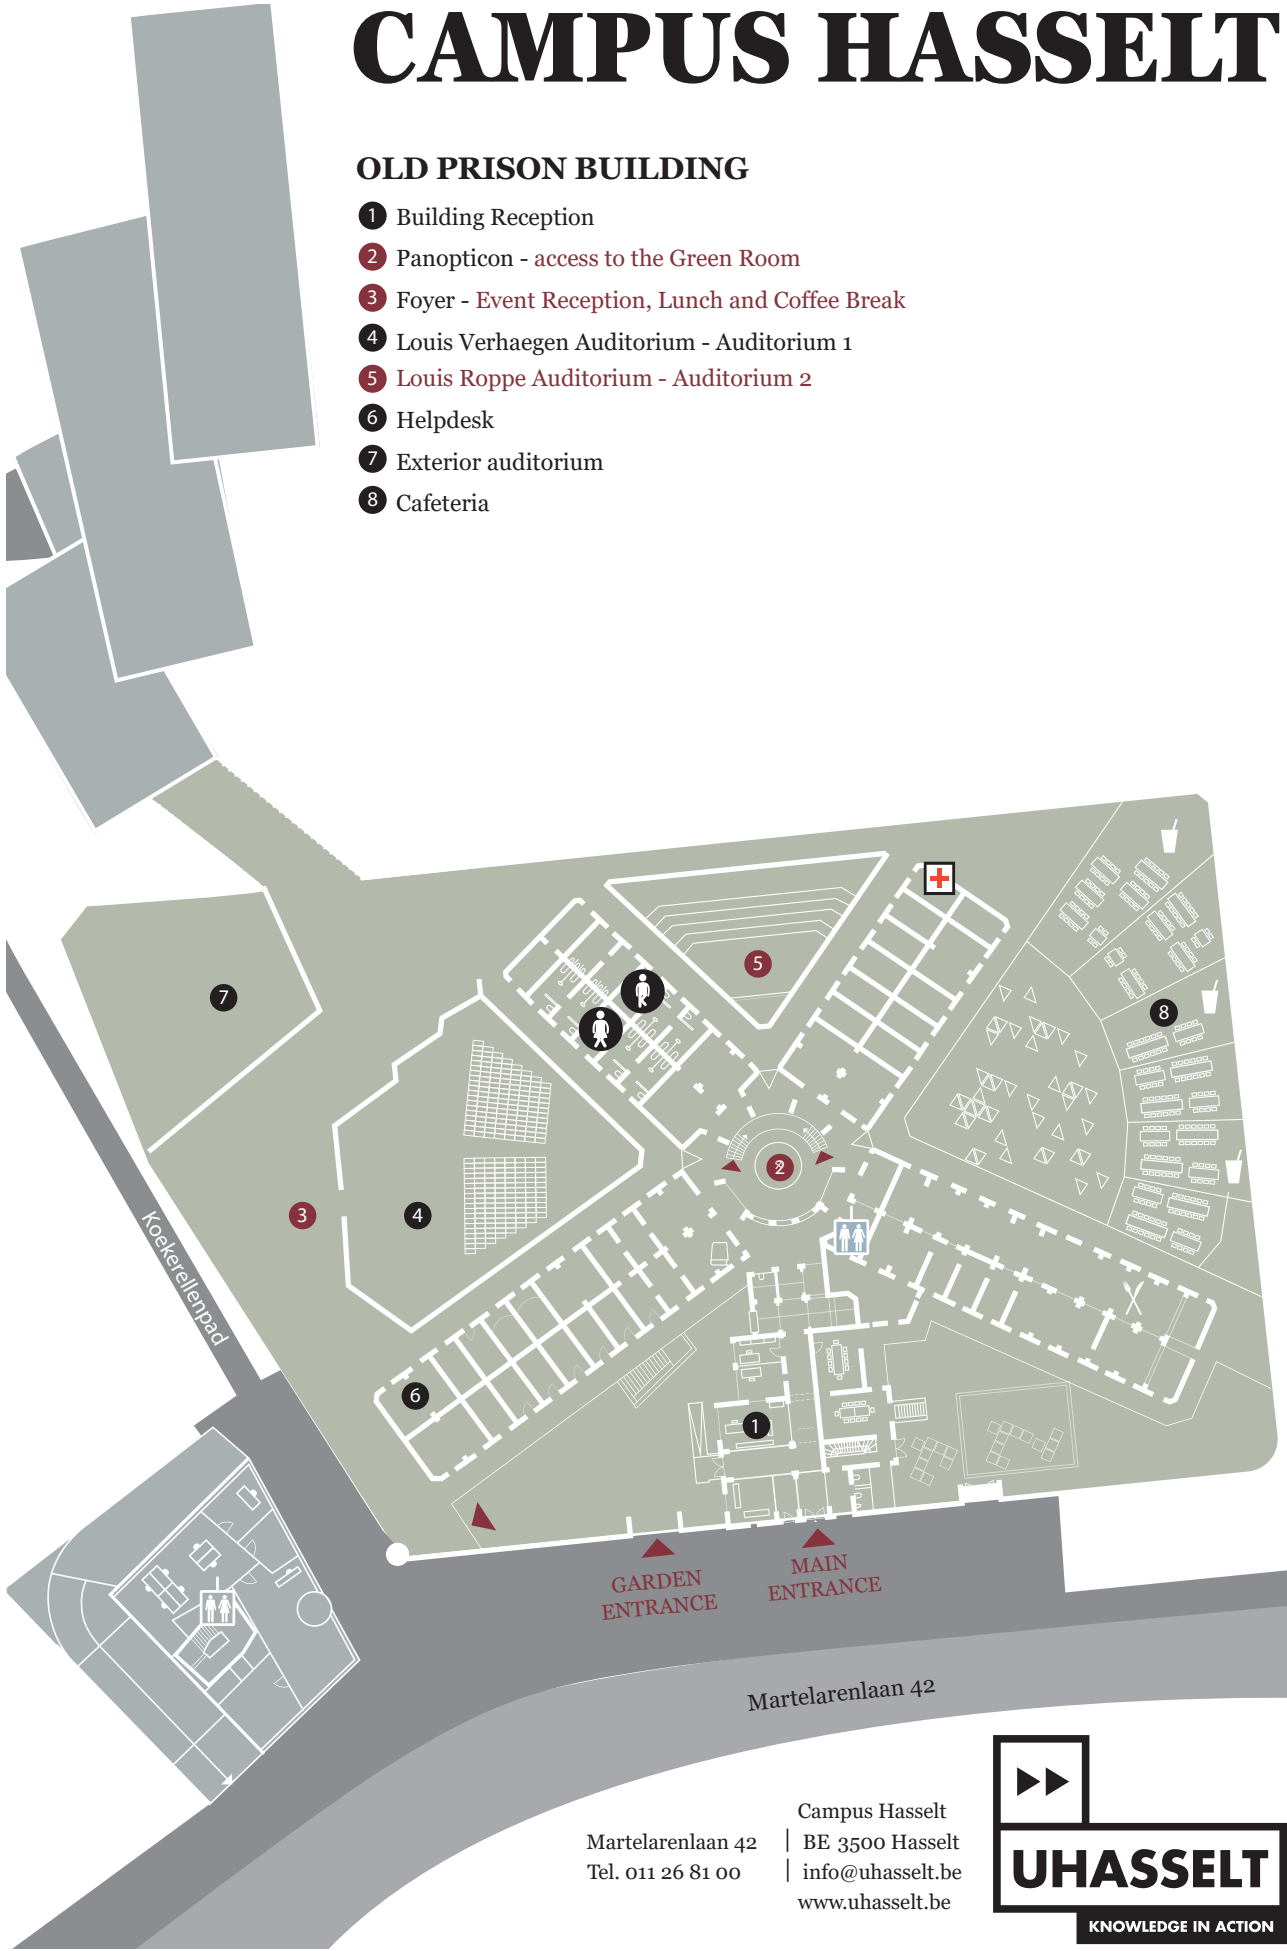 CAMPUS HASSELT
OLD PRISON BUILDING
1 Building Reception
2 Panopticon - access to the Green Room
3 Foyer - Event Reception, Lunch and Coffee Break
4 Louis Verhaegen Auditorium - Auditorium 1
5 Louis Roppe Auditorium - Auditorium 2
6 Helpdesk
7 Exterior auditorium
8 Cafeteria
5
7
8
2
3
4
Koekerellenpad
6
1
GARDEN
ENTRANCE
MAIN
ENTRANCE
Martelarenlaan 42
Campus Hasselt
Martelarenlaan 42 | BE 3500 Hasselt
Tel. 011 26 81 00 | info@uhasselt.be
www.uhasselt.be
UHASSELT
KNOWLEDGE IN ACTION